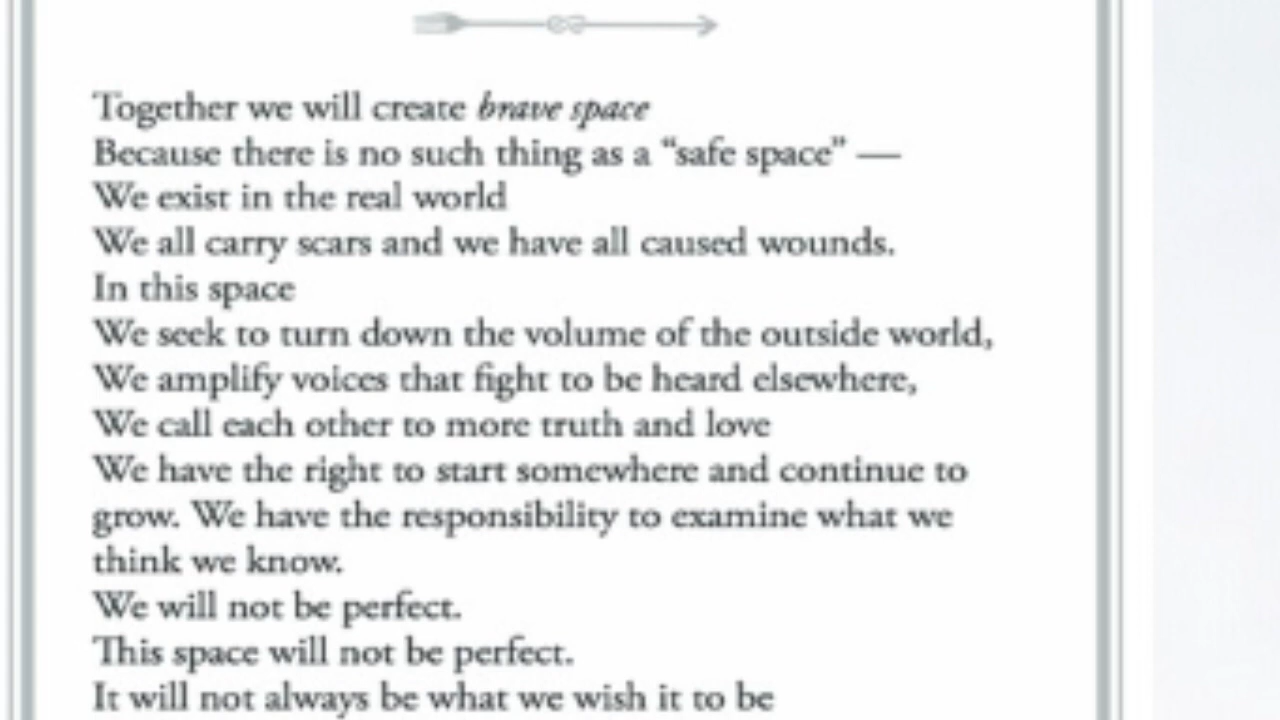 Together we will create brave space
Because there is no such thing as a “safe space” —
We exist in the real world
We all carry scars and we have all caused wounds.
In this space
We seek to turn down the volume of the outside world,
We amplify voices that fight to be heard elsewhere,
We call each other to more truth and love
We have the right to start somewhere and continue to
grow. We have the responsibility to examine what we
think we know.
We will not be perfect.
This space will not be perfect.
It will not always be what we wish it to be